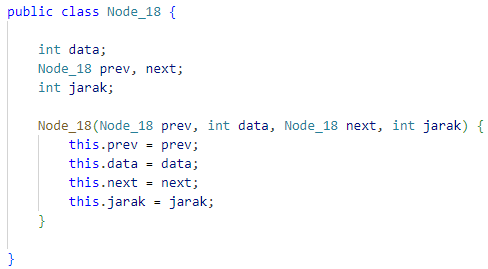 public class Node_18 {
int data;
Node_18 prev, next;
int jarak;
Node_18(Node_18 prev, int data, Node_18 next, int jarak) {
this.prev = prev;
this.data = data;
this.next = next;
this.jarak = jarak;
}
}